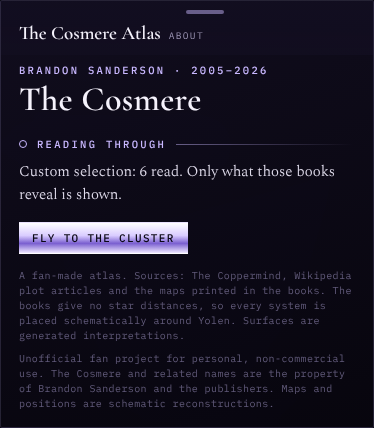 The Cosmere Atlas ABOUT
BRANDON SANDERSON · 2005–2026
The Cosmere
READING THROUGH
Custom selection: 6 read. Only what those books
reveal is shown.
FLY TO THE CLUSTER
A fan-made atlas. Sources: The Coppermind, Wikipedia
plot articles and the maps printed in the books. The
books give no star distances, so every system is
placed schematically around Yolen. Surfaces are
generated interpretations.
Unofficial fan project for personal, non-commercial
use. The Cosmere and related names are the property
of Brandon Sanderson and the publishers. Maps and
positions are schematic reconstructions.